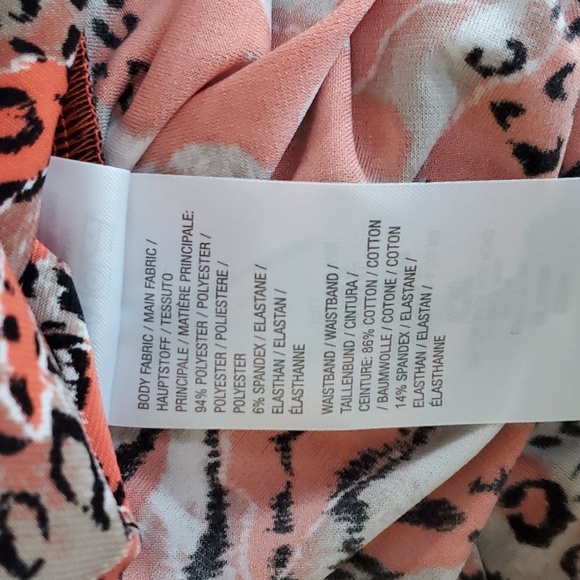 BODY FABRIC / MAIN FABRIC /
HAUPTSTOFF / TESSUTO
PRINCIPALE / MATIÈRE PRINCIPALE:
94% POLYESTER / POLYESTER /
POLYESTER / POLIESTERE /
POLYESTER
6% SPANDEX / ELASTANE /
ELASTHAN / ELASTAN /
ÉLASTHANNE
WAISTBAND / WAISTBAND /
TAILLENBUND / CINTURA /
CEINTURE: 86% COTTON / COTTON
/ BAUMWOLLE / COTONE / COTON
14% SPANDEX / ELASTANE /
ELASTHAN / ELASTAN /
ÉLASTHANNE